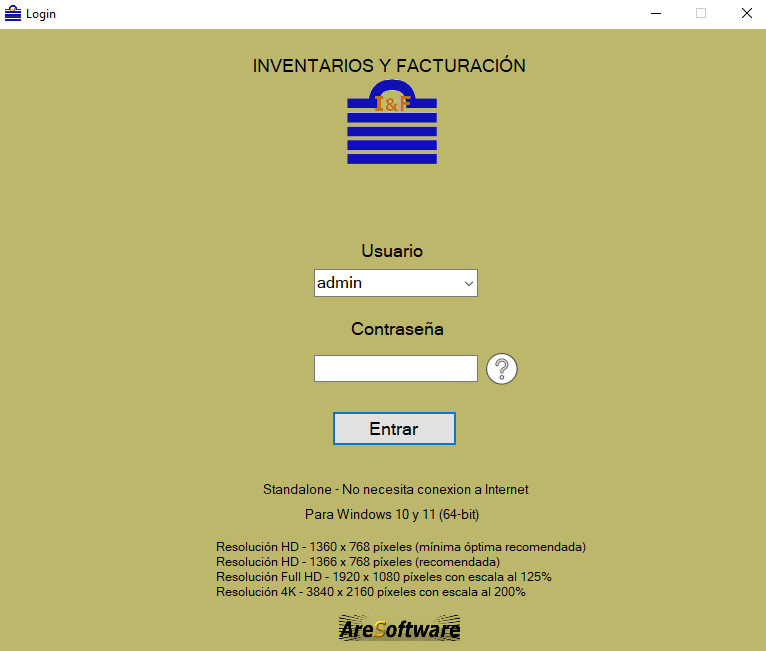 Login
INVENTARIOS Y FACTURACIÓN
I&F
Usuario
admin
Contraseña
?
Entrar
Standalone - No necesita conexion a Internet
Para Windows 10 y 11 (64-bit)
Resolución HD - 1360 x 768 píxeles (mínima óptima recomendada)
Resolución HD - 1366 x 768 píxeles (recomendada)
Resolución Full HD - 1920 x 1080 píxeles con escala al 125%
Resolución 4K - 3840 x 2160 píxeles con escala al 200%
AreSoftware